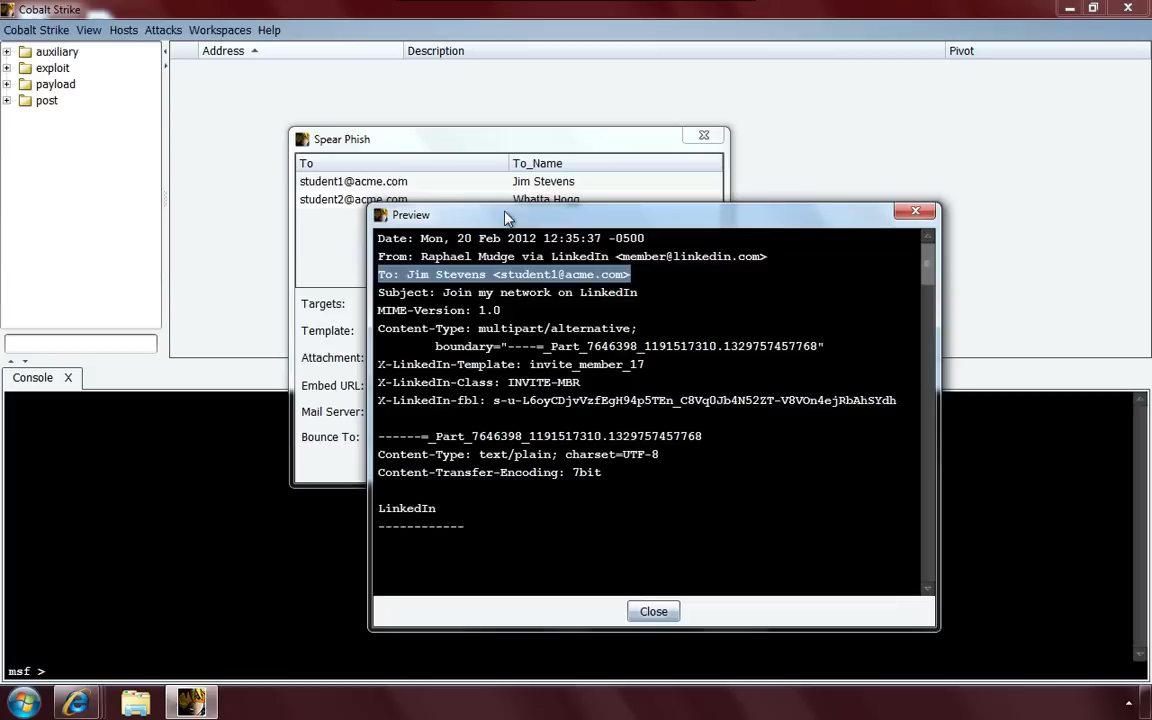 Cobalt Strike
Cobalt Strike View Hosts Attacks Workspaces Help
auxiliary
exploit
payload
post
Address Description Pivot
Spear Phish
To To_Name
student1@acme.com Jim Stevens
student2@acme.com Whatta Hogg
Targets:
Template:
Attachment:
Embed URL:
Mail Server:
Bounce To:
Preview
Date: Mon, 20 Feb 2012 12:35:37 -0500
From: Raphael Mudge via LinkedIn <member@linkedin.com>
To: Jim Stevens <student1@acme.com>
Subject: Join my network on LinkedIn
MIME-Version: 1.0
Content-Type: multipart/alternative;
boundary="----=_Part_7646398_1191517310.1329757457768"
X-LinkedIn-Template: invite_member_17
X-LinkedIn-Class: INVITE-MBR
X-LinkedIn-fbl: s-u-L6oyCDjvVzfEgH94p5TEn_C8Vq0Jb4N52ZT-V8VOn4ejRbAhSYdh
------=_Part_7646398_1191517310.1329757457768
Content-Type: text/plain; charset=UTF-8
Content-Transfer-Encoding: 7bit
LinkedIn
------------
Close
Console X
msf >